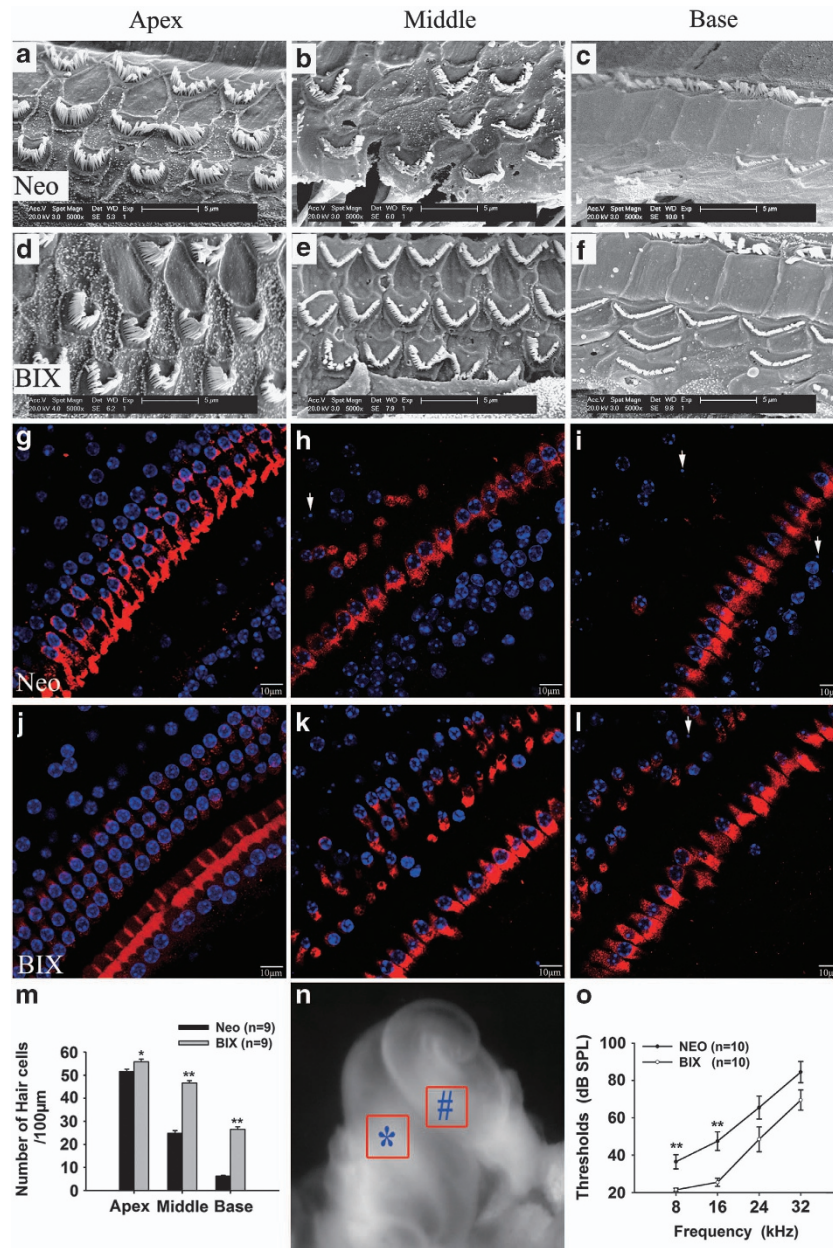 Apex Middle Base
a b c
Neo
Acc.V Spot Magn Det WD Exp 5 µm
20.0 kV 3.0 5000x SE 5.3 1
Acc.V Spot Magn Det WD Exp 5 µm
20.0 kV 3.0 5000x SE 6.0 1
Acc.V Spot Magn Det WD Exp 5 µm
20.0 kV 3.0 5000x SE 10.0 1
d e f
BIX
Acc.V Spot Magn Det WD Exp 5 µm
20.0 kV 4.0 5000x SE 6.2 1
Acc.V Spot Magn Det WD Exp 5 µm
20.0 kV 3.0 5000x SE 7.9 1
Acc.V Spot Magn Det WD Exp 5 µm
20.0 kV 3.0 5000x SE 9.8 1
g h i
Neo
10µm 10µm 10µm
j k l
BIX
10µm 10µm 10µm
m
Neo (n=9)
BIX (n=9)
Number of Hair cells
/100µm
60
50
40
30
20
10
0
* ** **
Apex Middle Base
n
* #
o
NEO (n=10)
BIX (n=10)
Thresholds (dB SPL)
100
80
60
40
20
** **
8 16 24 32
Frequency (kHz)